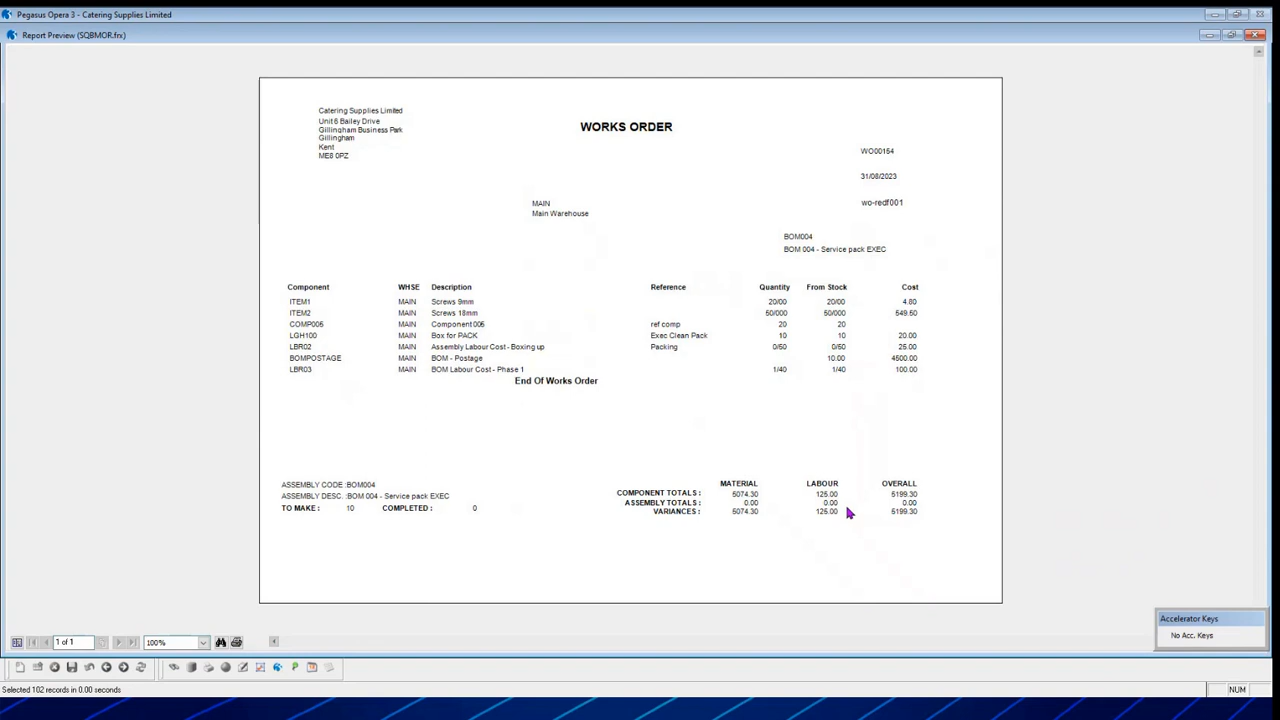 Pegasus Opera 3 - Catering Supplies Limited
Report Preview (SQBMOR.frx)
Catering Supplies Limited
Unit 6 Bailey Drive
Gillingham Business Park
Gillingham
Kent
ME8 0PZ
WORKS ORDER
WO00154
31/08/2023
wo-redf001
MAIN
Main Warehouse
BOM004
BOM 004 - Service pack EXEC
Component WHSE Description Reference Quantity From Stock Cost
ITEM1 MAIN Screws 9mm 20/00 20/00 4.80
ITEM2 MAIN Screws 18mm 50/000 50/000 549.50
COMP005 MAIN Component 005 ref comp 20 20
LGH100 MAIN Box for PACK Exec Clean Pack 10 10 20.00
LBR02 MAIN Assembly Labour Cost - Boxing up Packing 0/50 0/50 25.00
BOMPOSTAGE MAIN BOM - Postage 10.00 4500.00
LBR03 MAIN BOM Labour Cost - Phase 1 1/40 1/40 100.00
End Of Works Order
ASSEMBLY CODE :BOM004
ASSEMBLY DESC. :BOM 004 - Service pack EXEC
TO MAKE : 10 COMPLETED : 0
MATERIAL LABOUR OVERALL
COMPONENT TOTALS : 5074.30 125.00 5199.30
ASSEMBLY TOTALS : 0.00 0.00 0.00
VARIANCES : 5074.30 125.00 5199.30
Accelerator Keys
No Acc. Keys
1 of 1 100%
Selected 102 records in 0.00 seconds
NUM